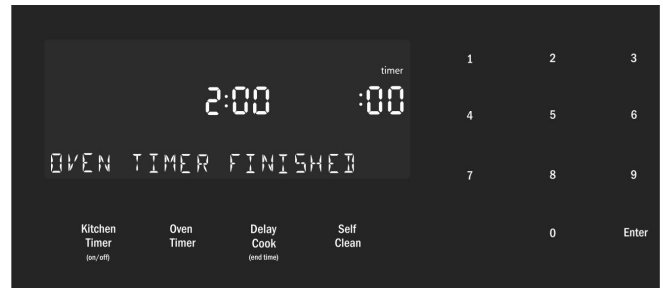 timer
2:00 :00
OVEN TIMER FINISHED
Kitchen Timer (on/off)
Oven Timer
Delay Cook (end time)
Self Clean
1 2 3
4 5 6
7 8 9
0 Enter